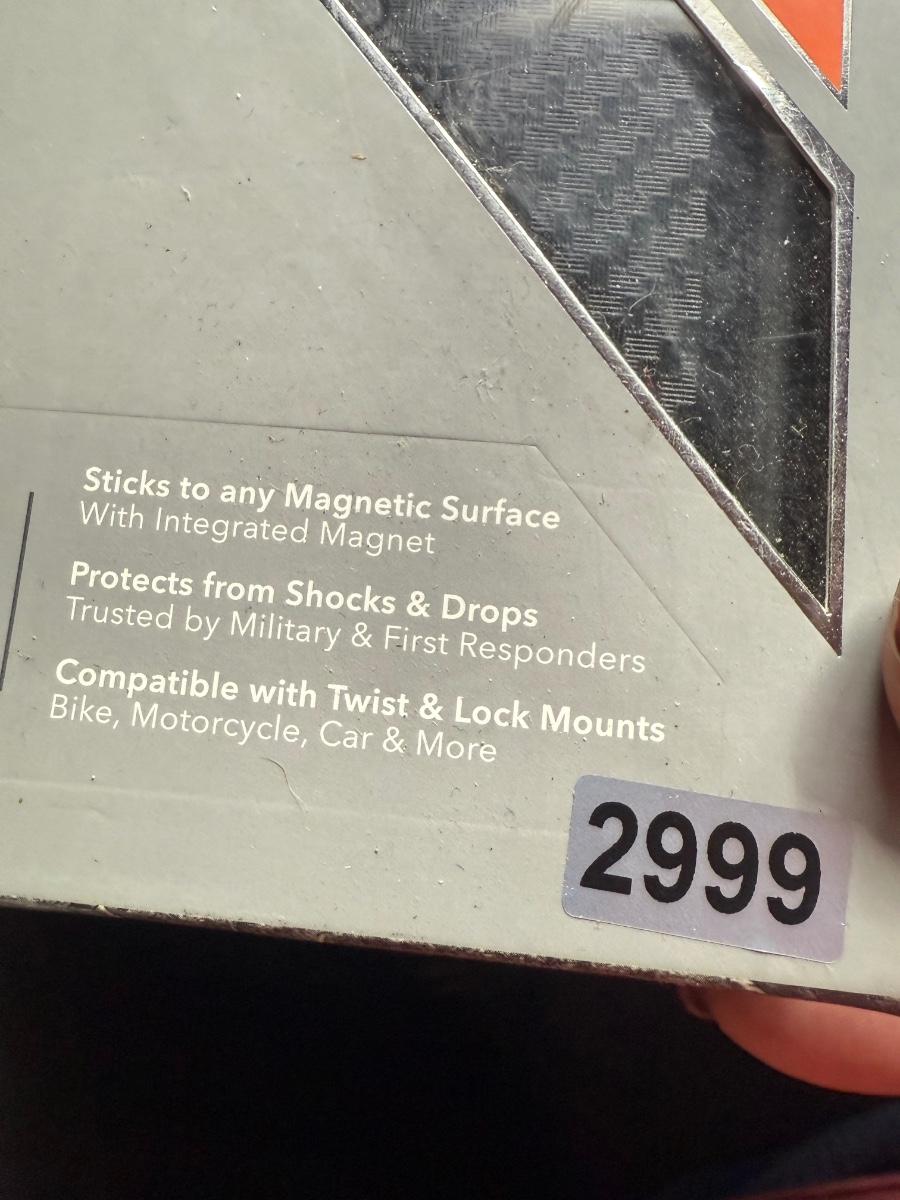 Sticks to any Magnetic Surface
With Integrated Magnet
Protects from Shocks & Drops
Trusted by Military & First Responders
Compatible with Twist & Lock Mounts
Bike, Motorcycle, Car & More
2999